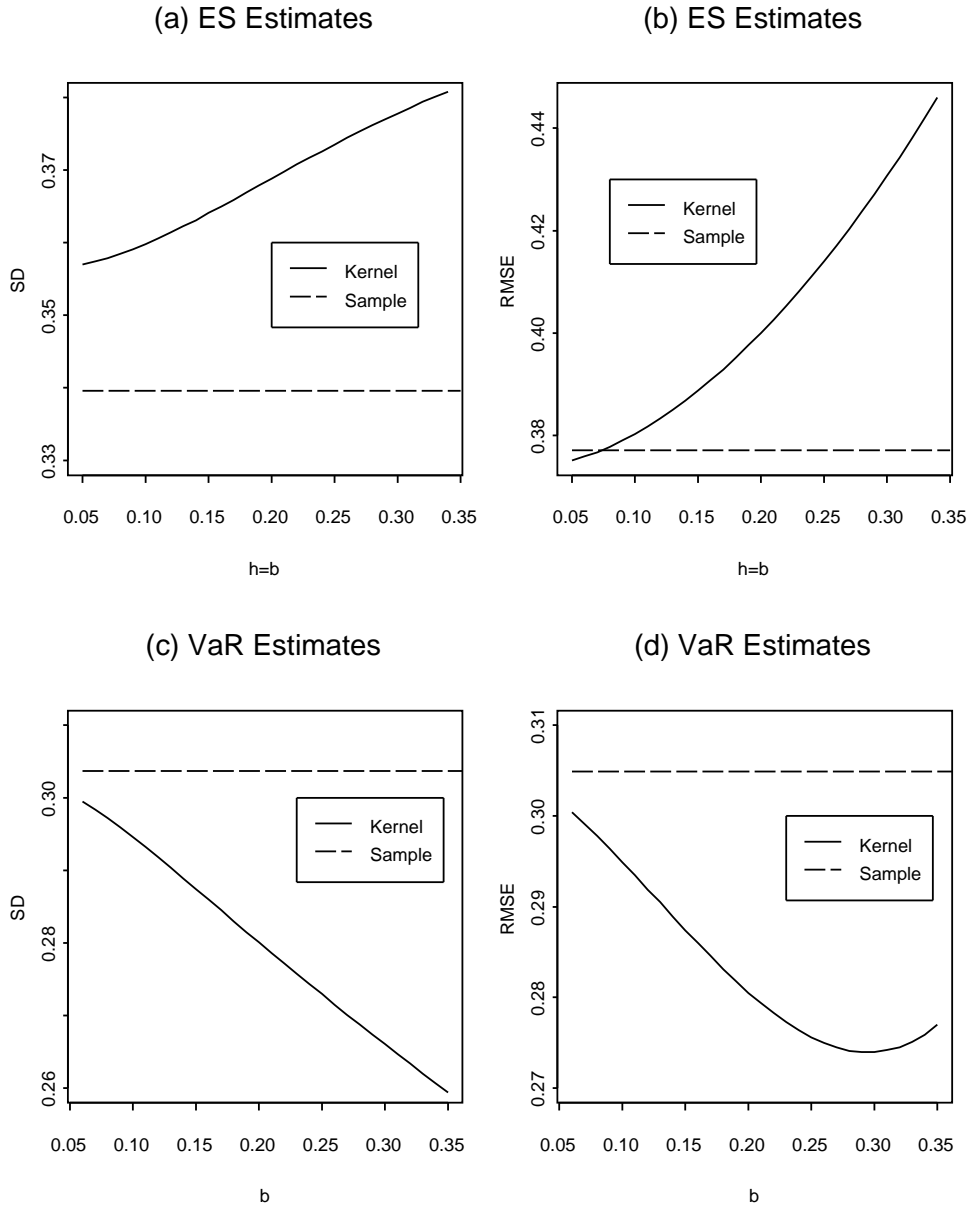 (a) ES Estimates
SD
0.33 0.35 0.37
Kernel
Sample
0.05 0.10 0.15 0.20 0.25 0.30 0.35
h=b
(b) ES Estimates
RMSE
0.38 0.40 0.42 0.44
Kernel
Sample
0.05 0.10 0.15 0.20 0.25 0.30 0.35
h=b
(c) VaR Estimates
SD
0.26 0.28 0.30
Kernel
Sample
0.05 0.10 0.15 0.20 0.25 0.30 0.35
b
(d) VaR Estimates
RMSE
0.27 0.28 0.29 0.30 0.31
Kernel
Sample
0.05 0.10 0.15 0.20 0.25 0.30 0.35
b